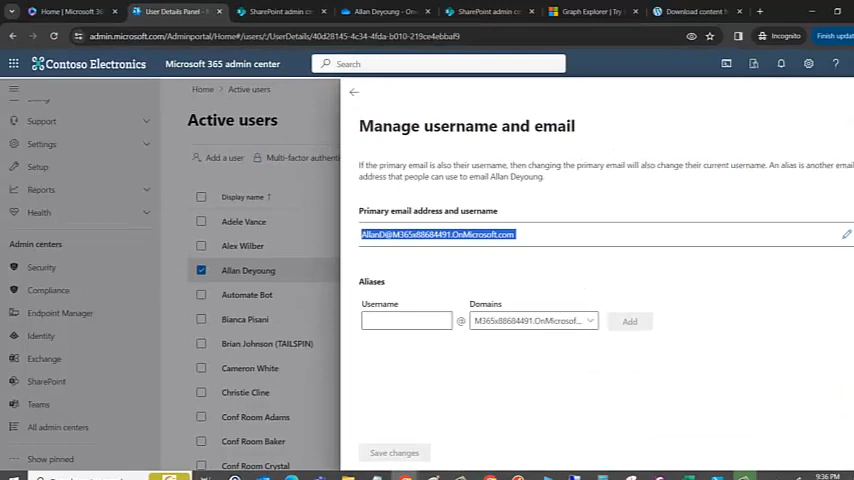 Home | Microsoft 365
User Details Panel -
SharePoint admin ce
Allan Deyoung - On
SharePoint admin ce
Graph Explorer | Try
Download content f
admin.microsoft.com/Adminportal/Home#/users/:/UserDetails/40d28145-4c34-4fda-b010-219ce4ebbaf9
Incognito
Finish update
Contoso Electronics
Microsoft 365 admin center
Search
Support
Settings
Setup
Reports
Health
Admin centers
Security
Compliance
Endpoint Manager
Identity
Exchange
SharePoint
Teams
All admin centers
Show pinned
Home > Active users
Active users
Add a user
Multi-factor authenti
Display name ↑
Adele Vance
Alex Wilber
Allan Deyoung
Automate Bot
Bianca Pisani
Brian Johnson (TAILSPIN)
Cameron White
Christie Cline
Conf Room Adams
Conf Room Baker
Conf Room Crystal
Manage username and email
If the primary email is also their username, then changing the primary email will also change their current username. An alias is another email
address that people can use to email Allan Deyoung.
Primary email address and username
AllanD@M365x88684491.OnMicrosoft.com
Aliases
Username
Domains
@
M365x88684491.OnMicrosof...
Add
Save changes
9:36 PM